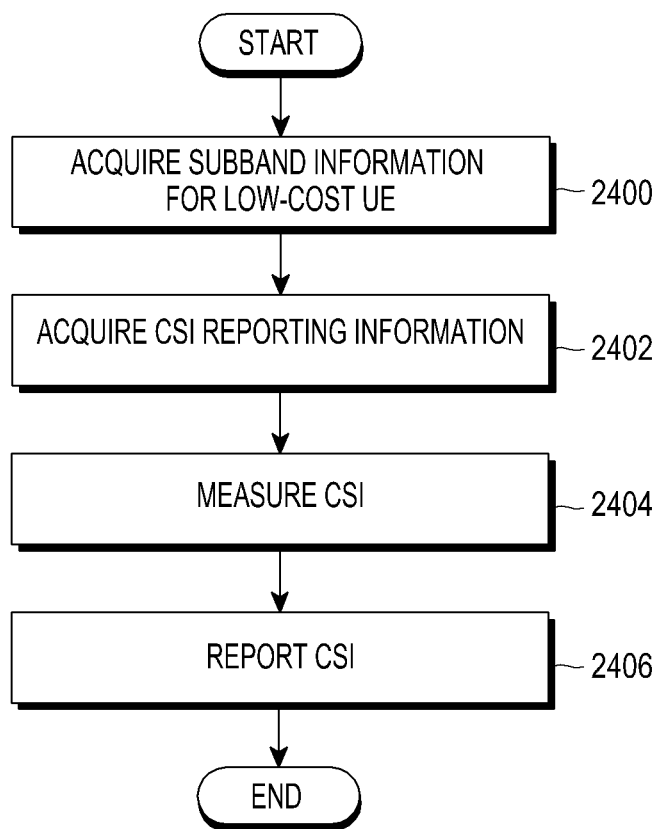 START
ACQUIRE SUBBAND INFORMATION
FOR LOW-COST UE
2400
ACQUIRE CSI REPORTING INFORMATION
2402
MEASURE CSI
2404
REPORT CSI
2406
END